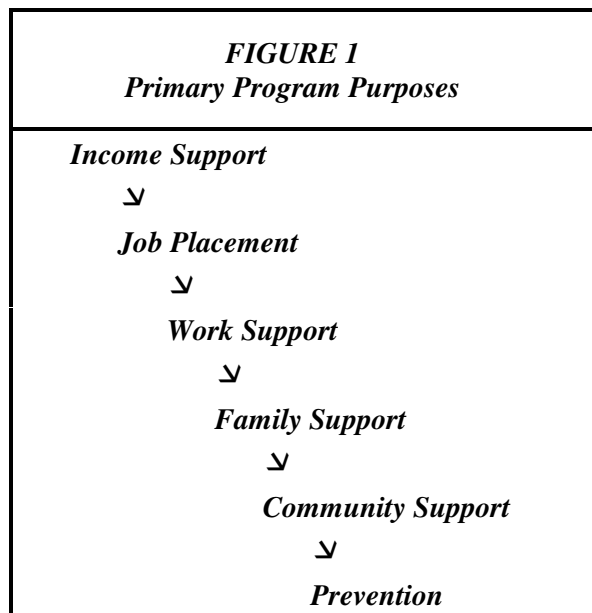 FIGURE 1
Primary Program Purposes
Income Support
↘
Job Placement
↘
Work Support
↘
Family Support
↘
Community Support
↘
Prevention